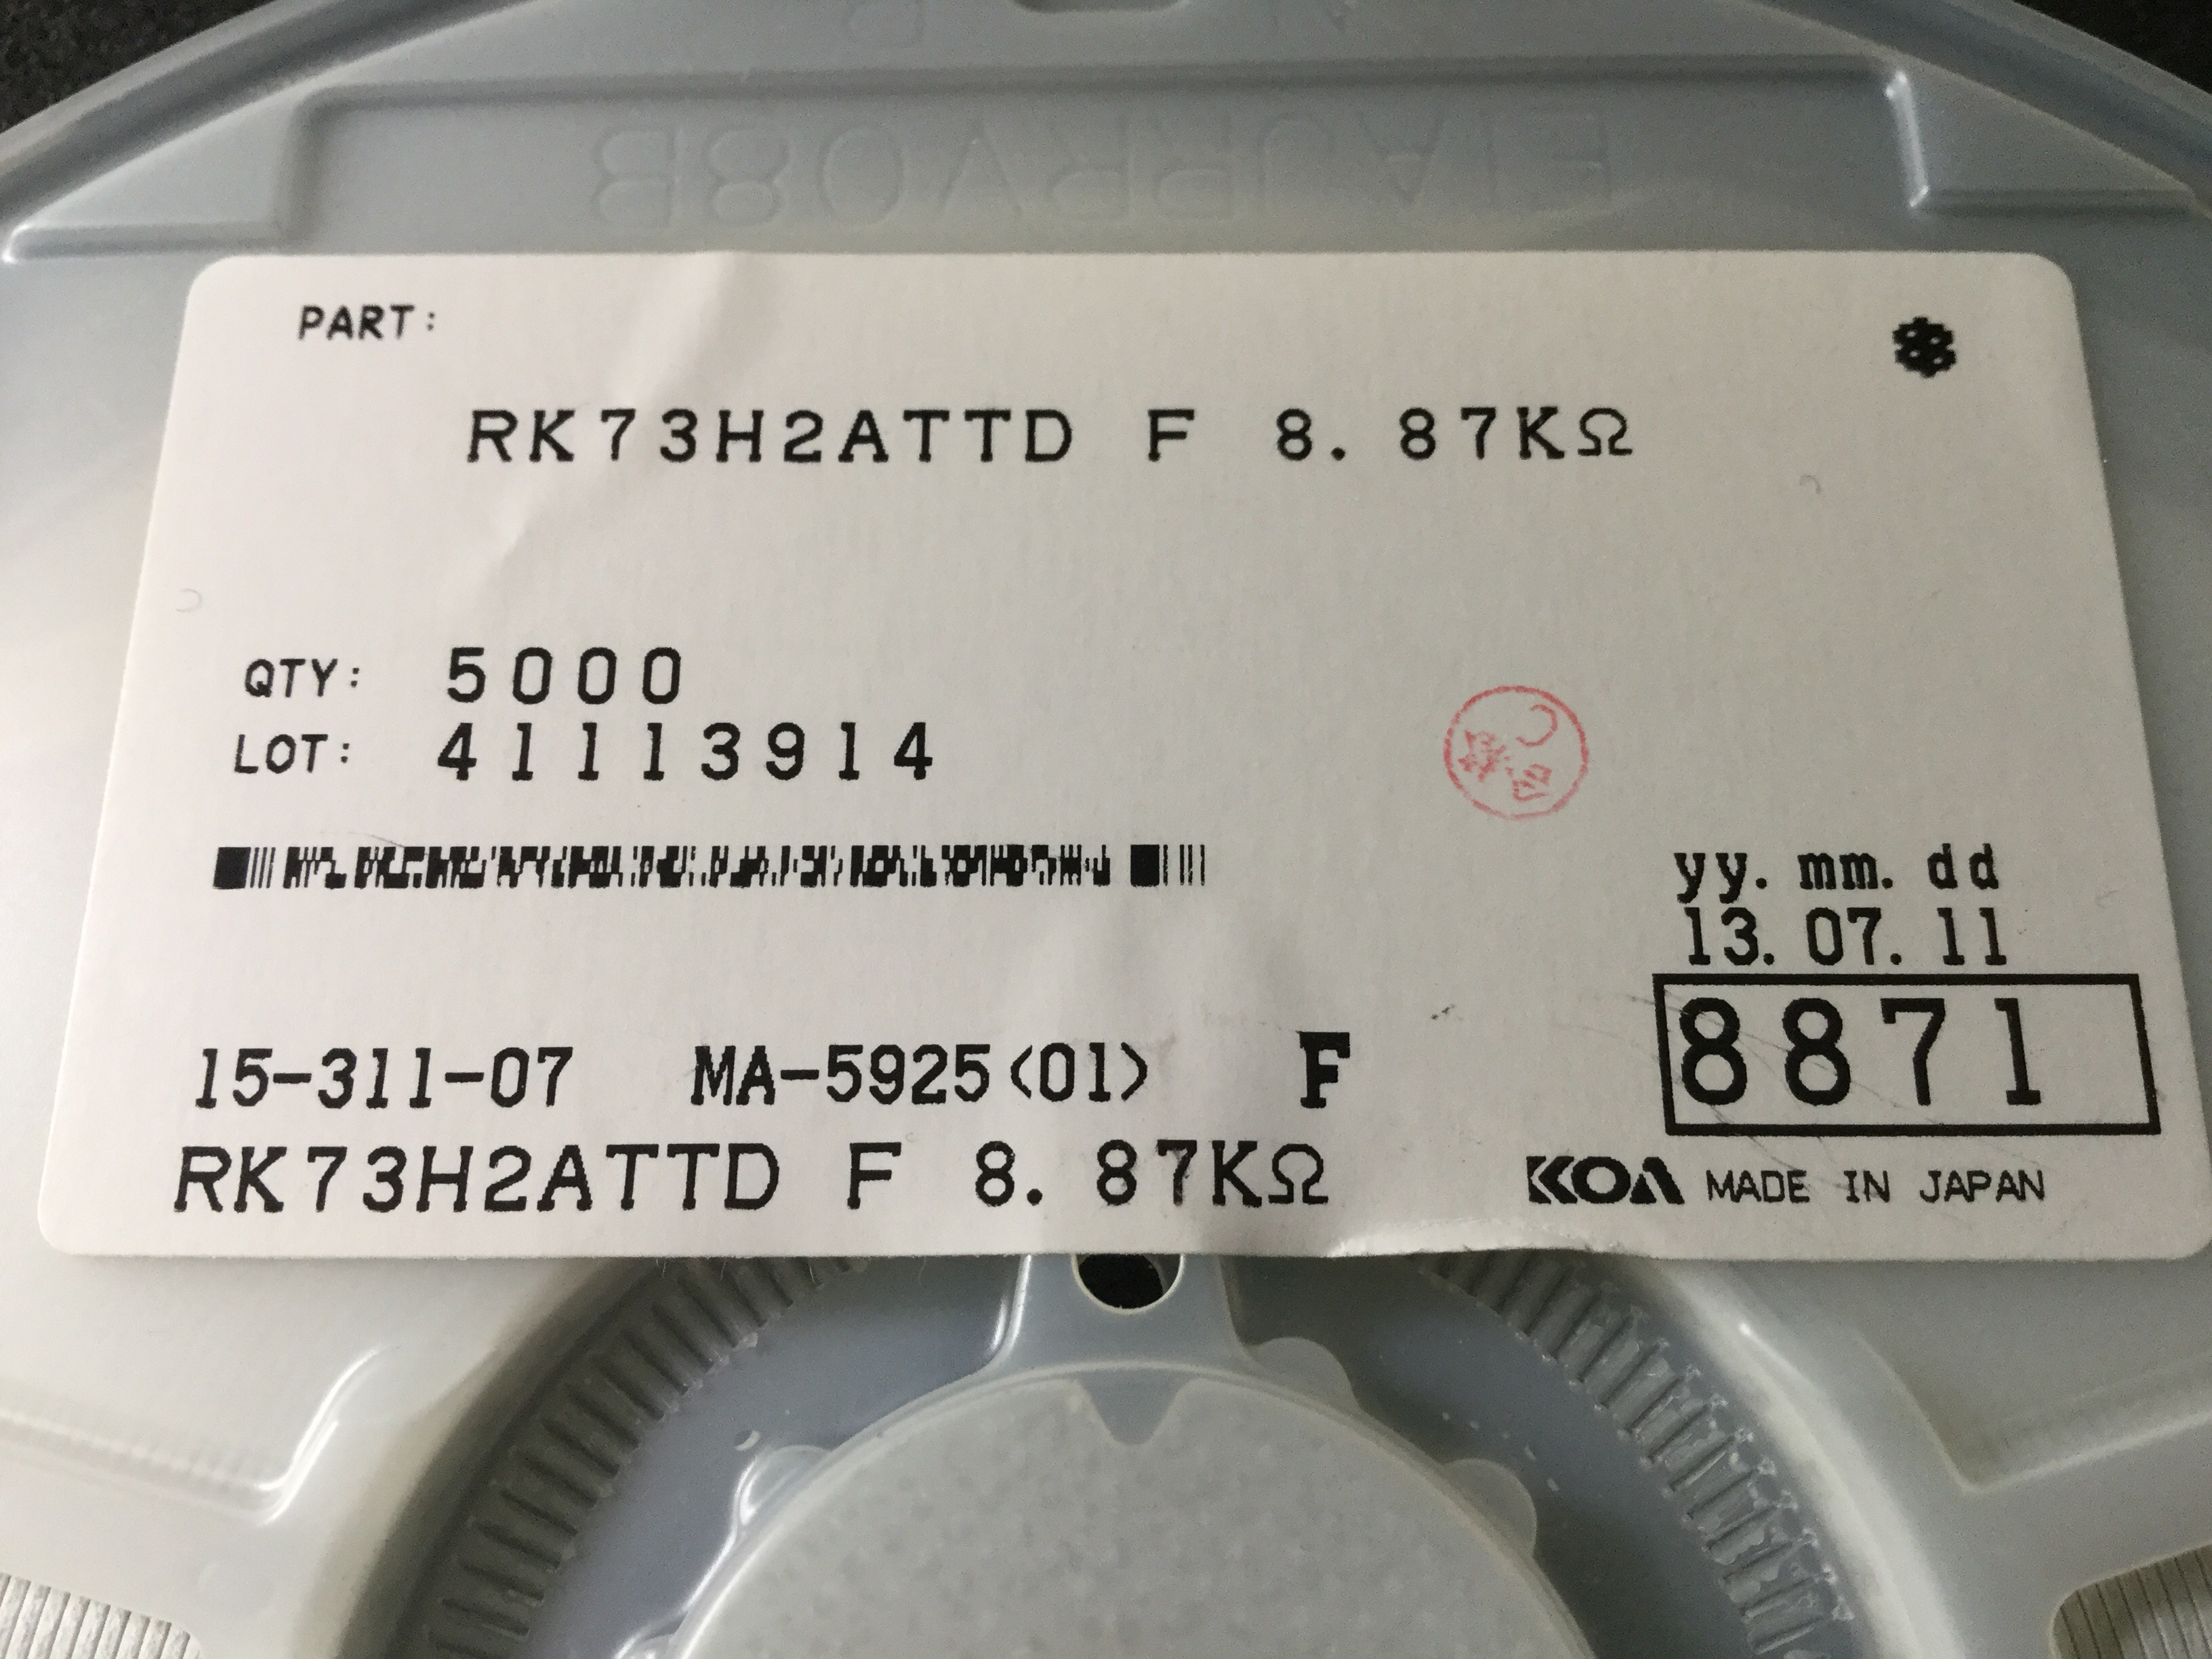 EIAJRRV08B
PART:
RK73H2ATTD F 8.87KΩ
QTY: 5000
LOT: 41113914
yy. mm. dd
13. 07. 11
8871
15-311-07 MA-5925<01> F
RK73H2ATTD F 8.87KΩ
KOA MADE IN JAPAN